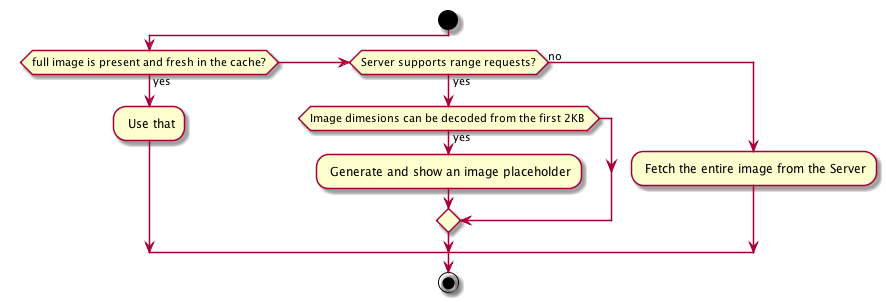 full image is present and fresh in the cache?
Server supports range requests?
no
yes
yes
Use that
Image dimesions can be decoded from the first 2KB
yes
Generate and show an image placeholder
Fetch the entire image from the Server